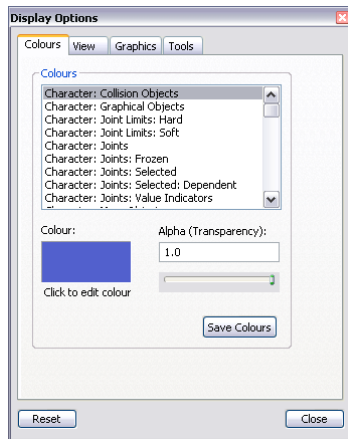 Display Options
Colours View Graphics Tools
Colours
Character: Collision Objects
Character: Graphical Objects
Character: Joint Limits: Hard
Character: Joint Limits: Soft
Character: Joints
Character: Joints: Frozen
Character: Joints: Selected
Character: Joints: Selected: Dependent
Character: Joints: Value Indicators
Colour: Alpha (Transparency):
1.0
Click to edit colour
Save Colours
Reset Close